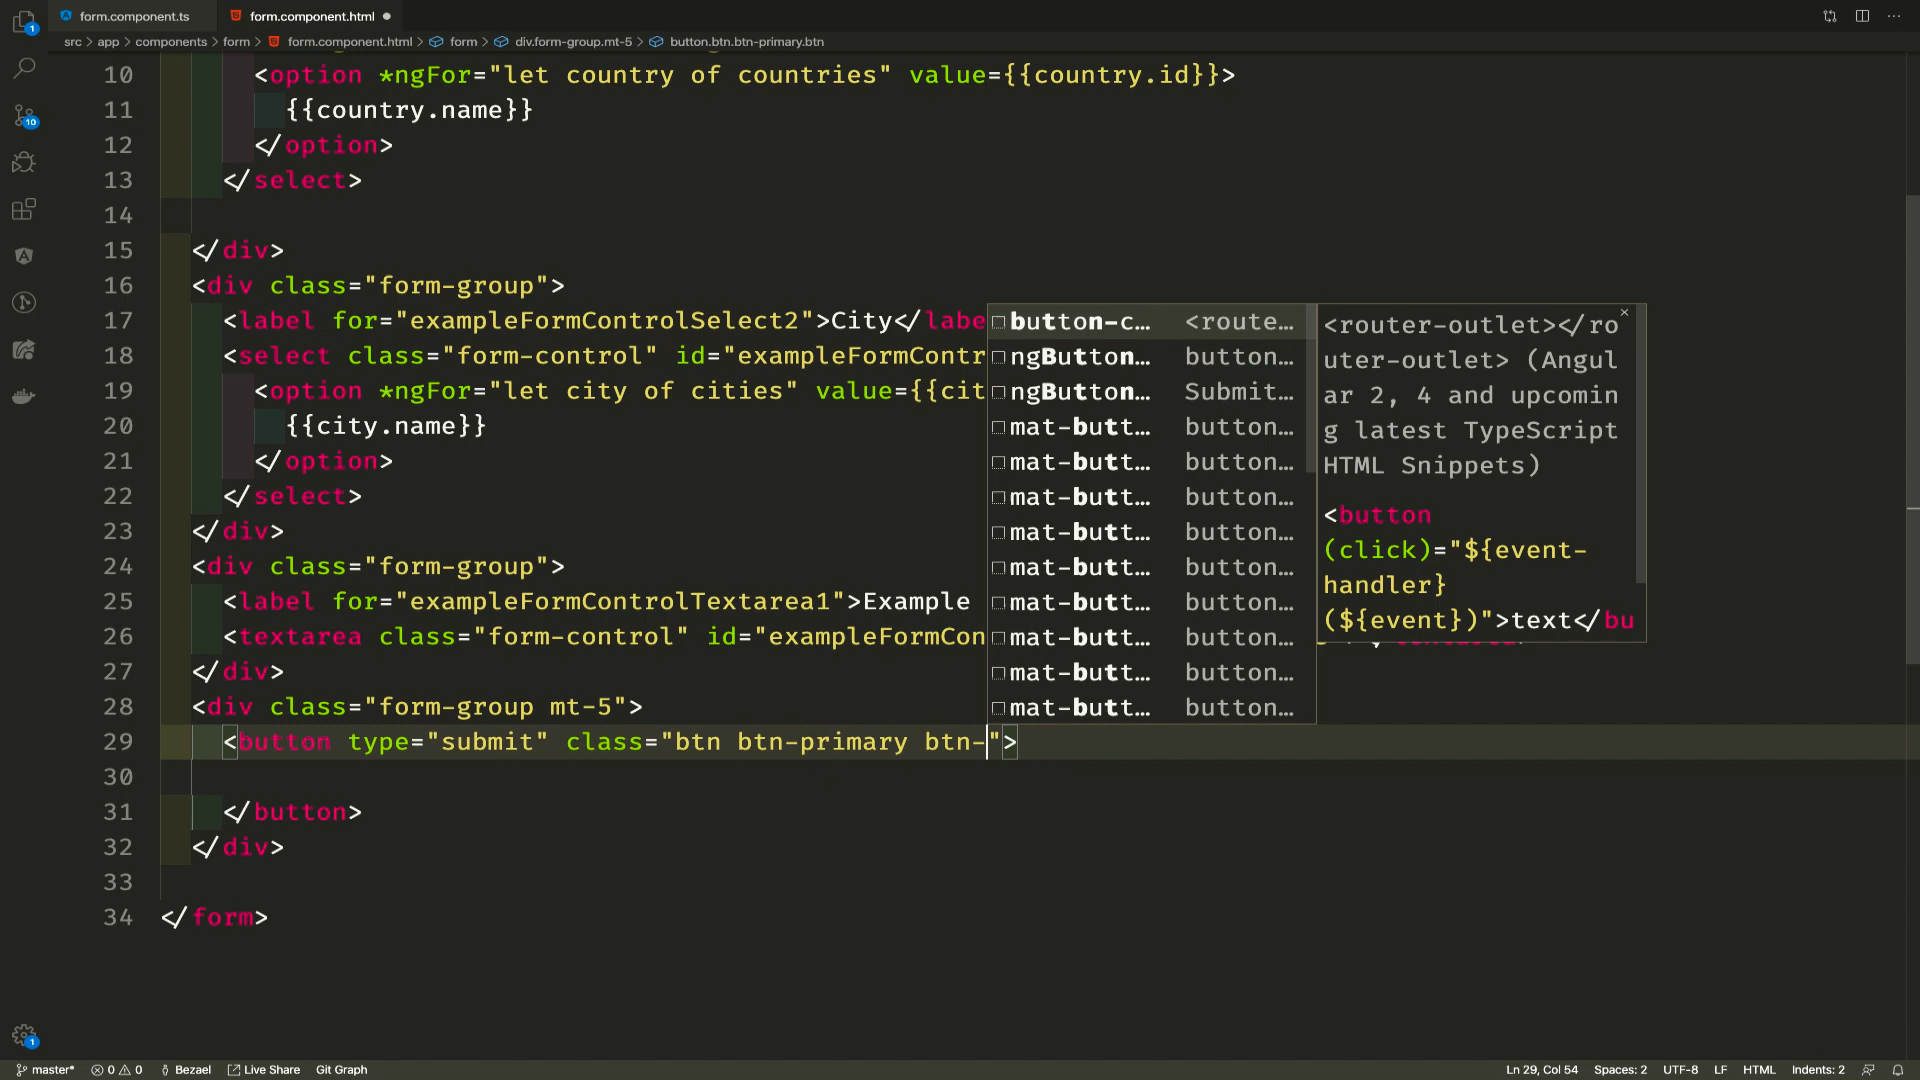 form.component.ts
form.component.html
src > app > components > form > form.component.html > form > div.form-group.mt-5 > button.btn.btn-primary.btn
10 <option *ngFor="let country of countries" value={{country.id}}>
11 {{country.name}}
12 </option>
13 </select>
14
15 </div>
16 <div class="form-group">
17 <label for="exampleFormControlSelect2">City</labe
18 <select class="form-control" id="exampleFormContr
19 <option *ngFor="let city of cities" value={{cit
20 {{city.name}}
21 </option>
22 </select>
23 </div>
24 <div class="form-group">
25 <label for="exampleFormControlTextarea1">Example
26 <textarea class="form-control" id="exampleFormCon
27 </div>
28 <div class="form-group mt-5">
29 <button type="submit" class="btn btn-primary btn-">
30
31 </button>
32 </div>
33
34 </form>
button-c… <route…
ngButton… button…
ngButton… Submit…
mat-butt… button…
mat-butt… button…
mat-butt… button…
mat-butt… button…
mat-butt… button…
mat-butt… button…
mat-butt… button…
mat-butt… button…
mat-butt… button…
<router-outlet></ro
uter-outlet> (Angul
ar 2, 4 and upcomin
g latest TypeScript
HTML Snippets)
<button
(click)="${event-
handler}
(${event})">text</bu
1
10
1
master* 0 0 Bezael Live Share Git Graph
Ln 29, Col 54 Spaces: 2 UTF-8 LF HTML Indents: 2